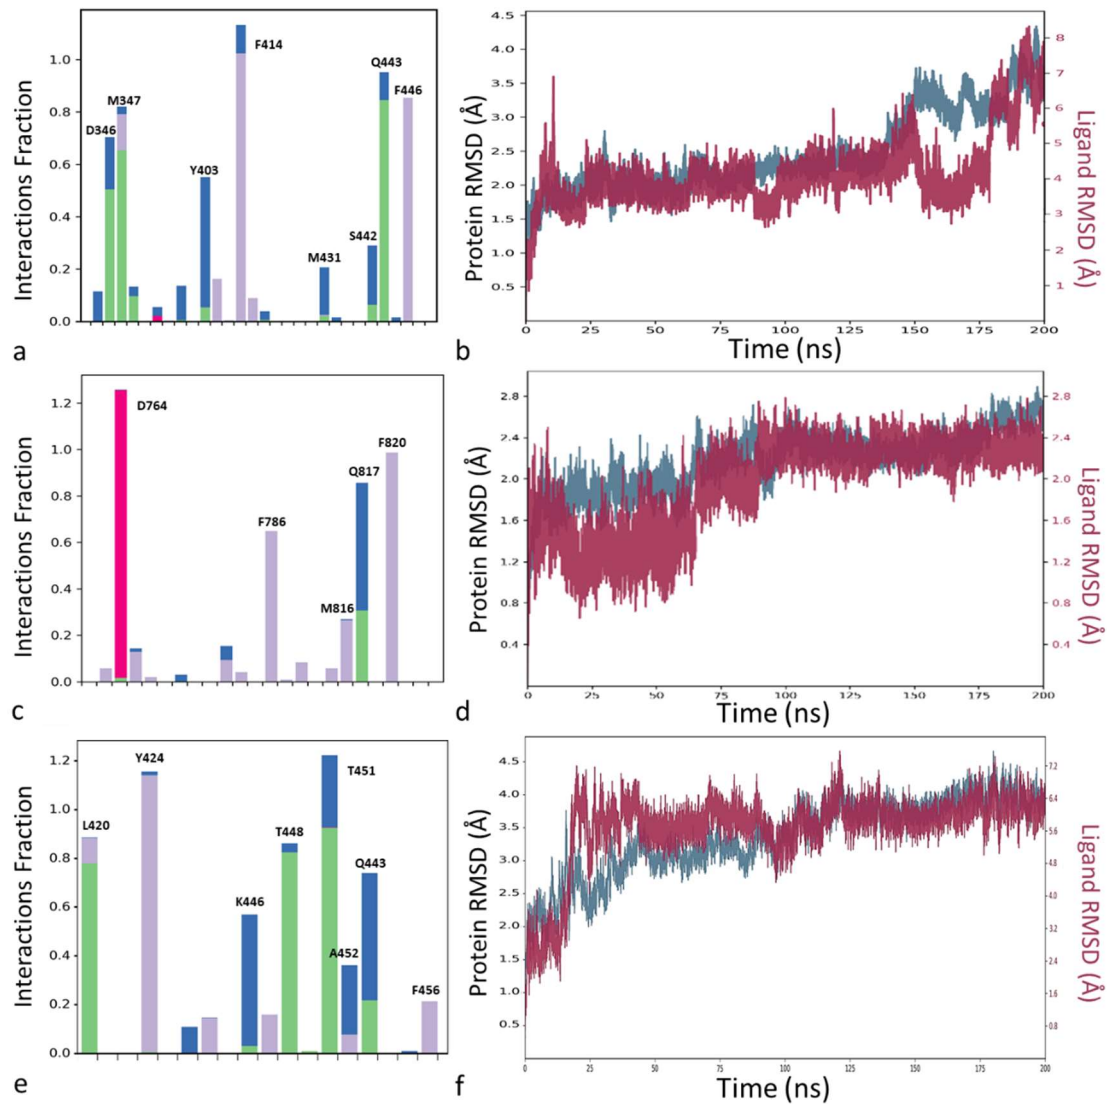 Interactions Fraction
1.0
0.8
0.6
0.4
0.2
0.0
D346
M347
Y403
F414
M431
S442
Q443
F446
a
Protein RMSD (Å)
4.5
4.0
3.5
3.0
2.5
2.0
1.5
1.0
0.5
0 25 50 75 100 125 150 175 200
Time (ns)
8
7
6
5
4
3
2
1
Ligand RMSD (Å)
b
Interactions Fraction
1.2
1.0
0.8
0.6
0.4
0.2
0.0
D764
F786
M816
Q817
F820
c
Protein RMSD (Å)
2.8
2.4
2.0
1.6
1.2
0.8
0.4
0 25 50 75 100 125 150 175 200
Time (ns)
2.8
2.4
2.0
1.6
1.2
0.8
0.4
Ligand RMSD (Å)
d
Interactions Fraction
1.2
1.0
0.8
0.6
0.4
0.2
0.0
L420
Y424
K446
T448
T451
A452
Q443
F456
e
Protein RMSD (Å)
4.5
4.0
3.5
3.0
2.5
2.0
1.5
1.0
0.5
0 25 50 75 100 125 150 175 200
Time (ns)
7.2
6.4
5.6
4.8
4.0
3.2
2.4
1.6
0.8
Ligand RMSD (Å)
f